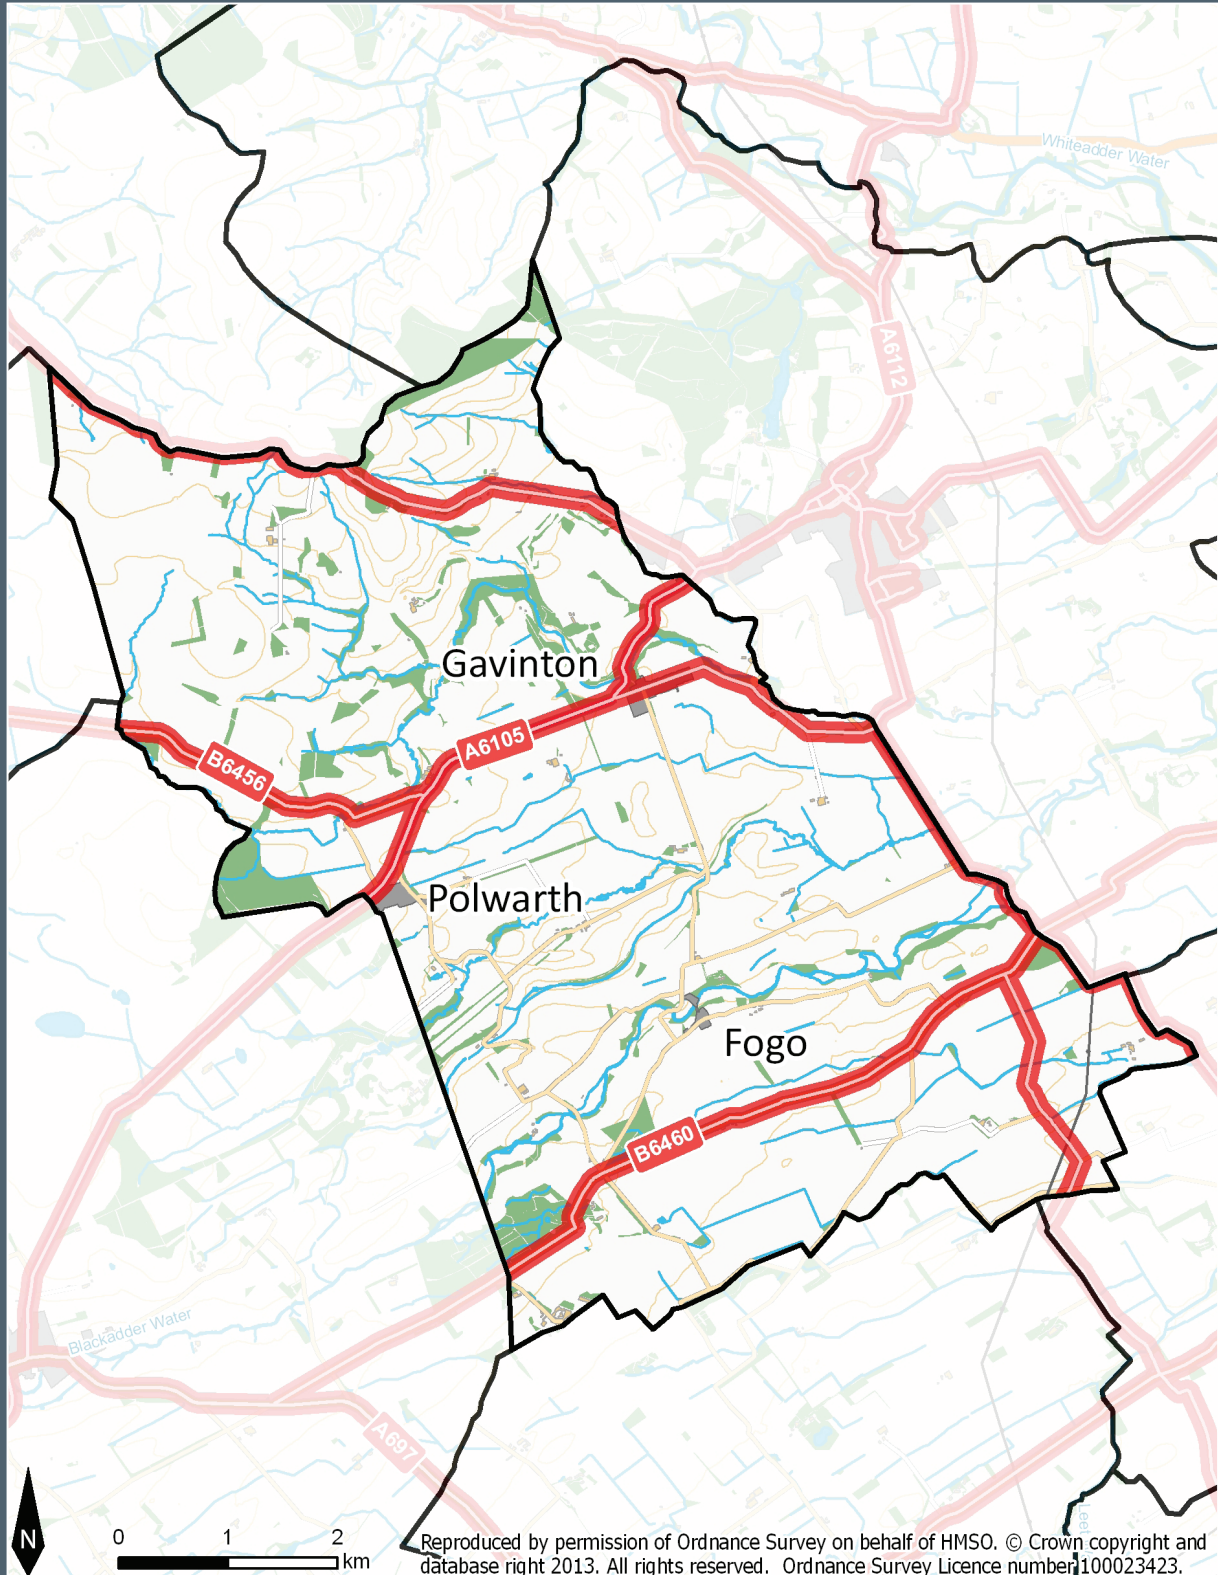 Whiteadder Water
A6112
Gavinton
A6105
B6456
Polwarth
Fogo
B6460
Blackadder Water
A697
Leet
N
0 1 2
km
Reproduced by permission of Ordnance Survey on behalf of HMSO. © Crown copyright and
database right 2013. All rights reserved. Ordnance Survey Licence number 100023423.